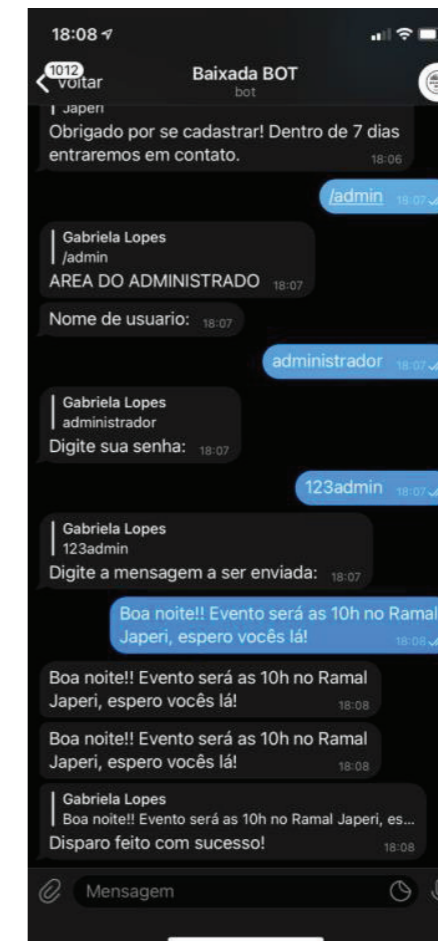 18:08
1012
Voltar
Baixada BOT
bot
Japeri
Obrigado por se cadastrar! Dentro de 7 dias
entraremos em contato. 18:06
/admin 18:07
Gabriela Lopes
/admin
AREA DO ADMINISTRADO 18:07
Nome de usuario: 18:07
administrador 18:07
Gabriela Lopes
administrador
Digite sua senha: 18:07
123admin 18:07
Gabriela Lopes
123admin
Digite a mensagem a ser enviada: 18:07
Boa noite!! Evento será as 10h no Ramal
Japeri, espero vocês lá! 18:08
Boa noite!! Evento será as 10h no Ramal
Japeri, espero vocês lá! 18:08
Boa noite!! Evento será as 10h no Ramal
Japeri, espero vocês lá! 18:08
Gabriela Lopes
Boa noite!! Evento será as 10h no Ramal Japeri, es...
Disparo feito com sucesso! 18:08
Mensagem